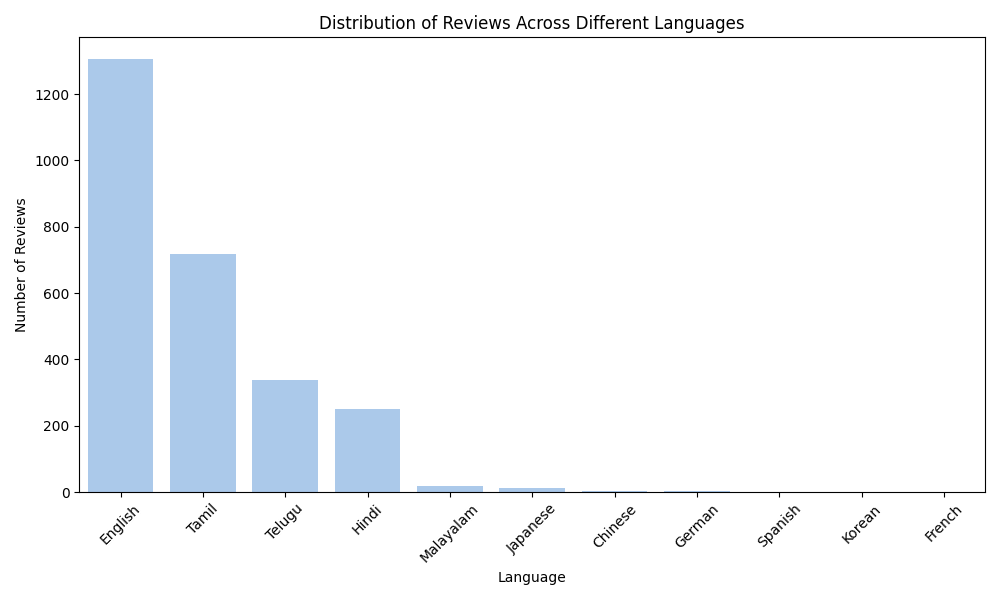 Distribution of Reviews Across Different Languages
Number of Reviews
1200
1000
800
600
400
200
0
English
Tamil
Telugu
Hindi
Malayalam
Japanese
Chinese
German
Spanish
Korean
French
Language